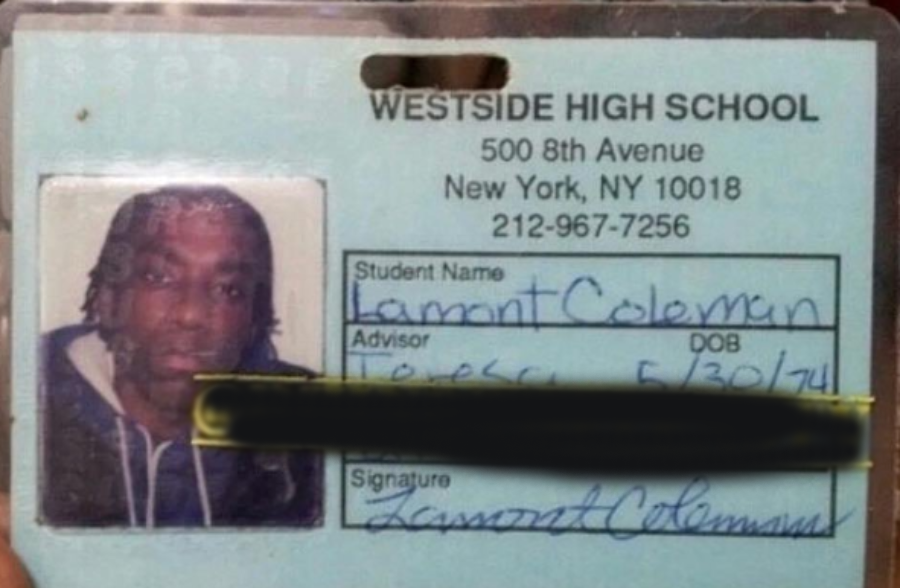 WESTSIDE HIGH SCHOOL
500 8th Avenue
New York, NY 10018
212-967-7256
Student Name
Lamont Coleman
Advisor DOB
Teresa 5/30/74
Signature
Lamont Coleman